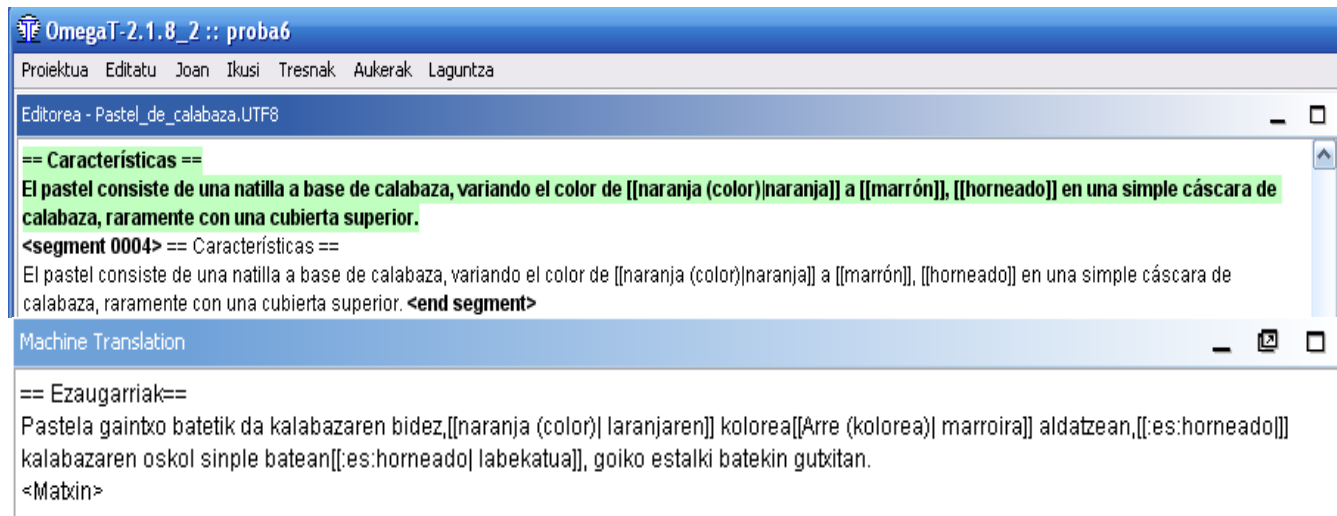 OmegaT-2.1.8_2 :: proba6
Proiektua Editatu Joan Ikusi Tresnak Aukerak Laguntza
Editorea - Pastel_de_calabaza.UTF8
== Características ==
El pastel consiste de una natilla a base de calabaza, variando el color de [[naranja (color)|naranja]] a [[marrón]], [[horneado]] en una simple cáscara de
calabaza, raramente con una cubierta superior.
<segment 0004> == Características ==
El pastel consiste de una natilla a base de calabaza, variando el color de [[naranja (color)|naranja]] a [[marrón]], [[horneado]] en una simple cáscara de
calabaza, raramente con una cubierta superior. <end segment>
Machine Translation
== Ezaugarriak==
Pastela gaintxo batetik da kalabazaren bidez,[[naranja (color)| laranjaren]] kolorea[[Arre (kolorea)| marroira]] aldatzean,[[:es:horneado|]]
kalabazaren oskol sinple batean[[:es:horneado| labekatua]], goiko estalki batekin gutxitan.
<Matxin>